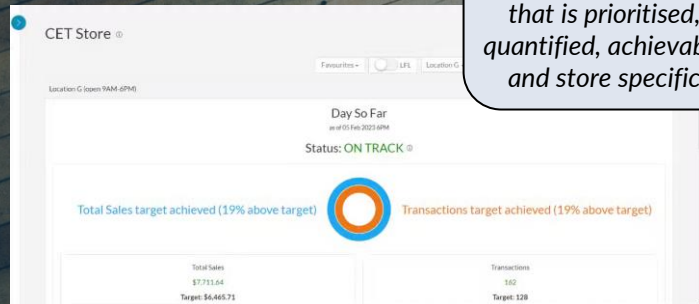 that is prioritised,
quantified, achievab
and store specific
CET Store
Favourites
LFL
Location G
Location G (open 9AM-6PM)
Day So Far
as of 05 Feb 2023 6PM
Status: ON TRACK
Total Sales target achieved (19% above target)
Transactions target achieved (19% above target)
Total Sales
$7,711.64
Target: $6,465.71
Transactions
162
Target: 128